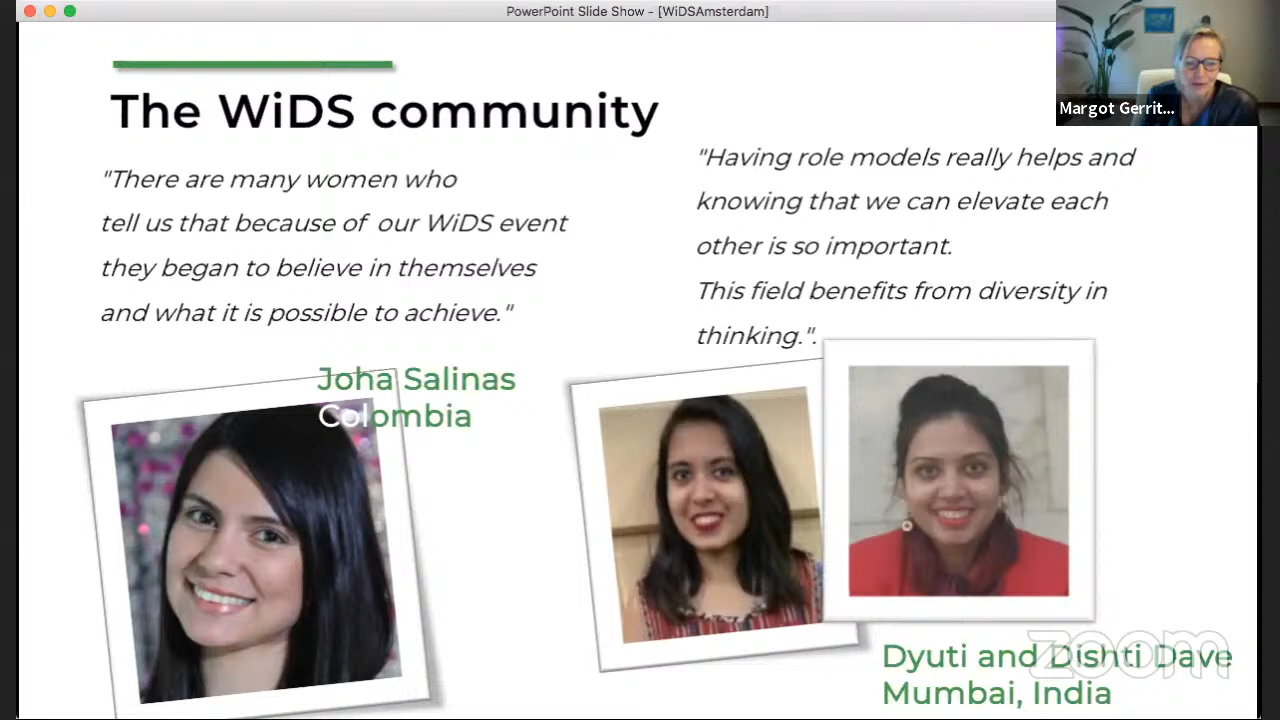 PowerPoint Slide Show - [WiDSAmsterdam]
Margot Gerrit...
The WiDS community
"There are many women who
tell us that because of our WiDS event
they began to believe in themselves
and what it is possible to achieve."
Joha Salinas
Colombia
"Having role models really helps and
knowing that we can elevate each
other is so important.
This field benefits from diversity in
thinking.".
Dyuti and Dishti Dave
Mumbai, India
zoom